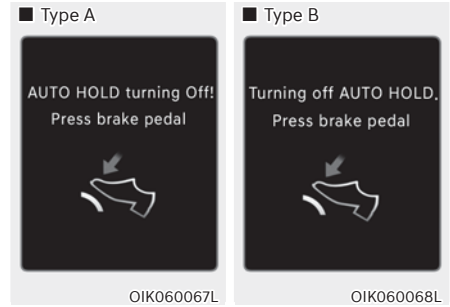 ■ Type A
AUTO HOLD turning Off!
Press brake pedal
OIK060067L
■ Type B
Turning off AUTO HOLD.
Press brake pedal
OIK060068L